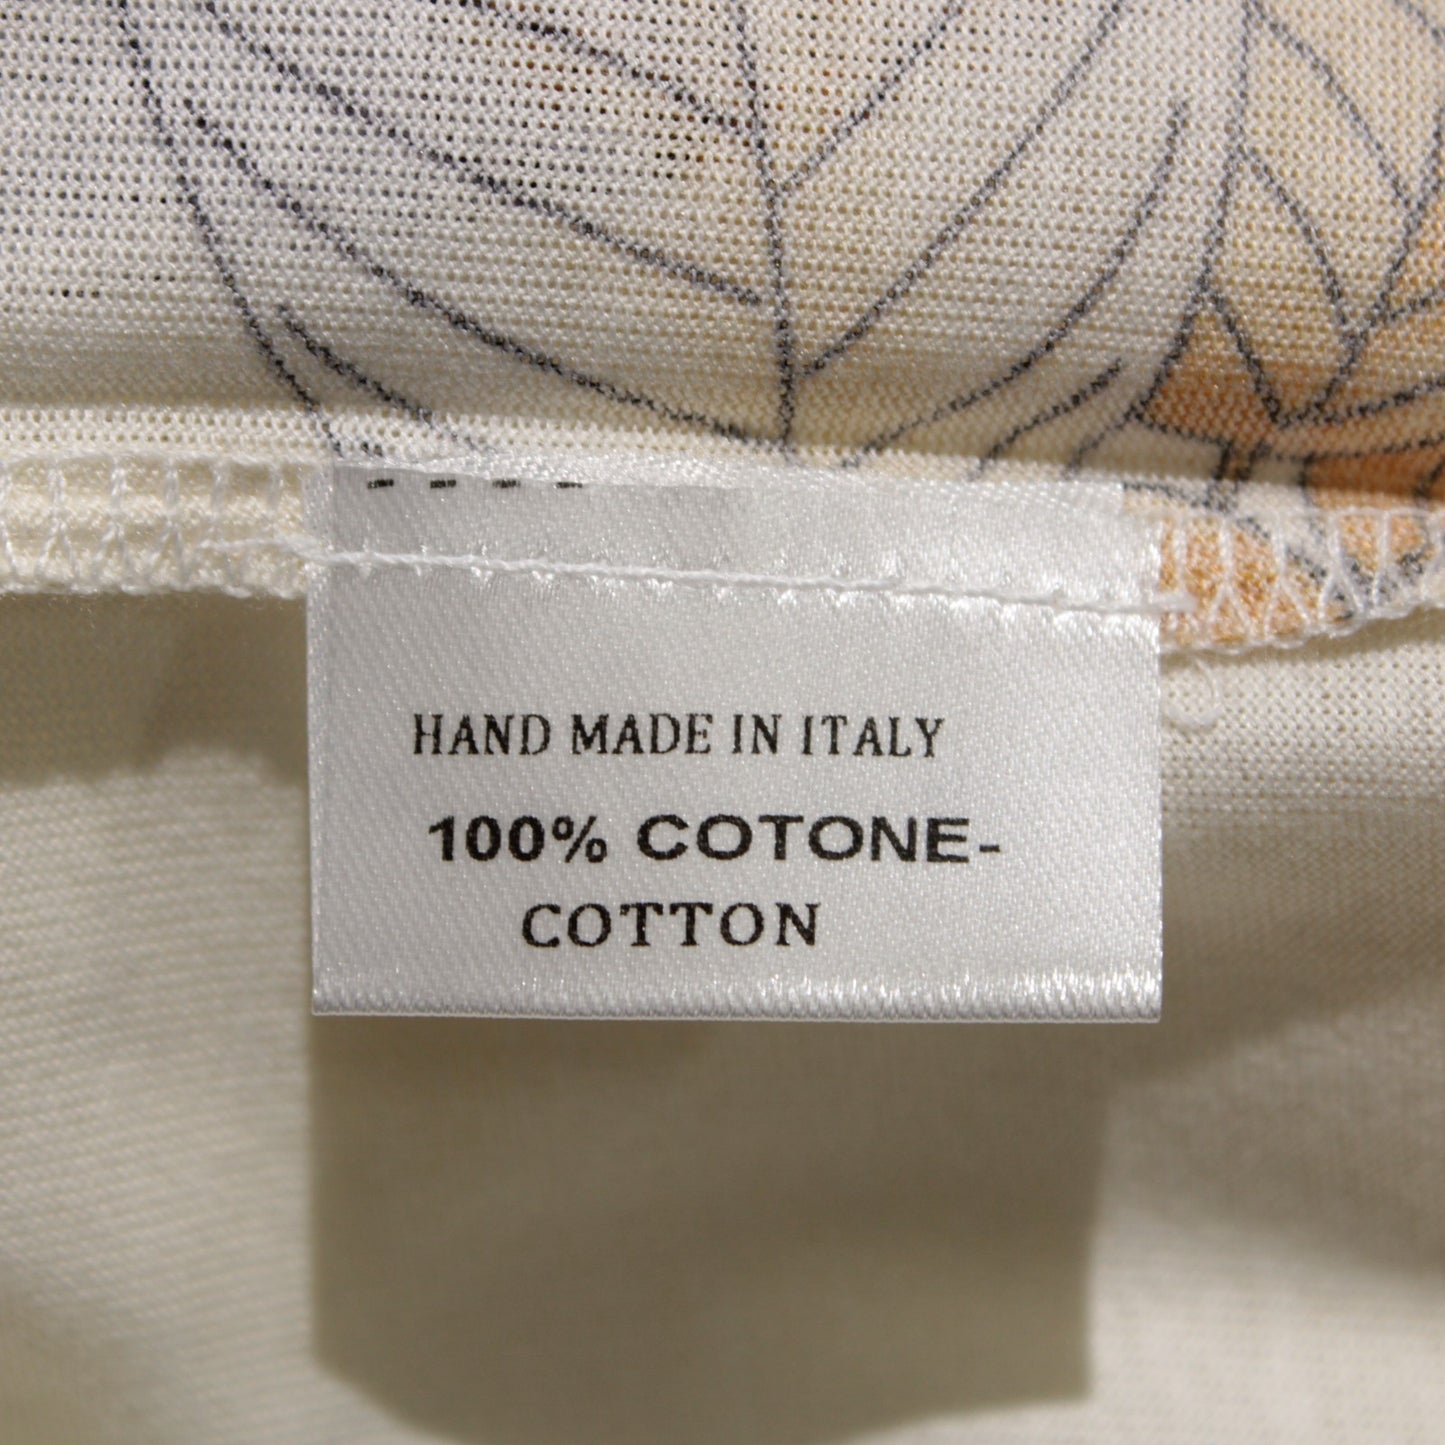 HAND MADE IN ITALY
100% COTONE-
COTTON